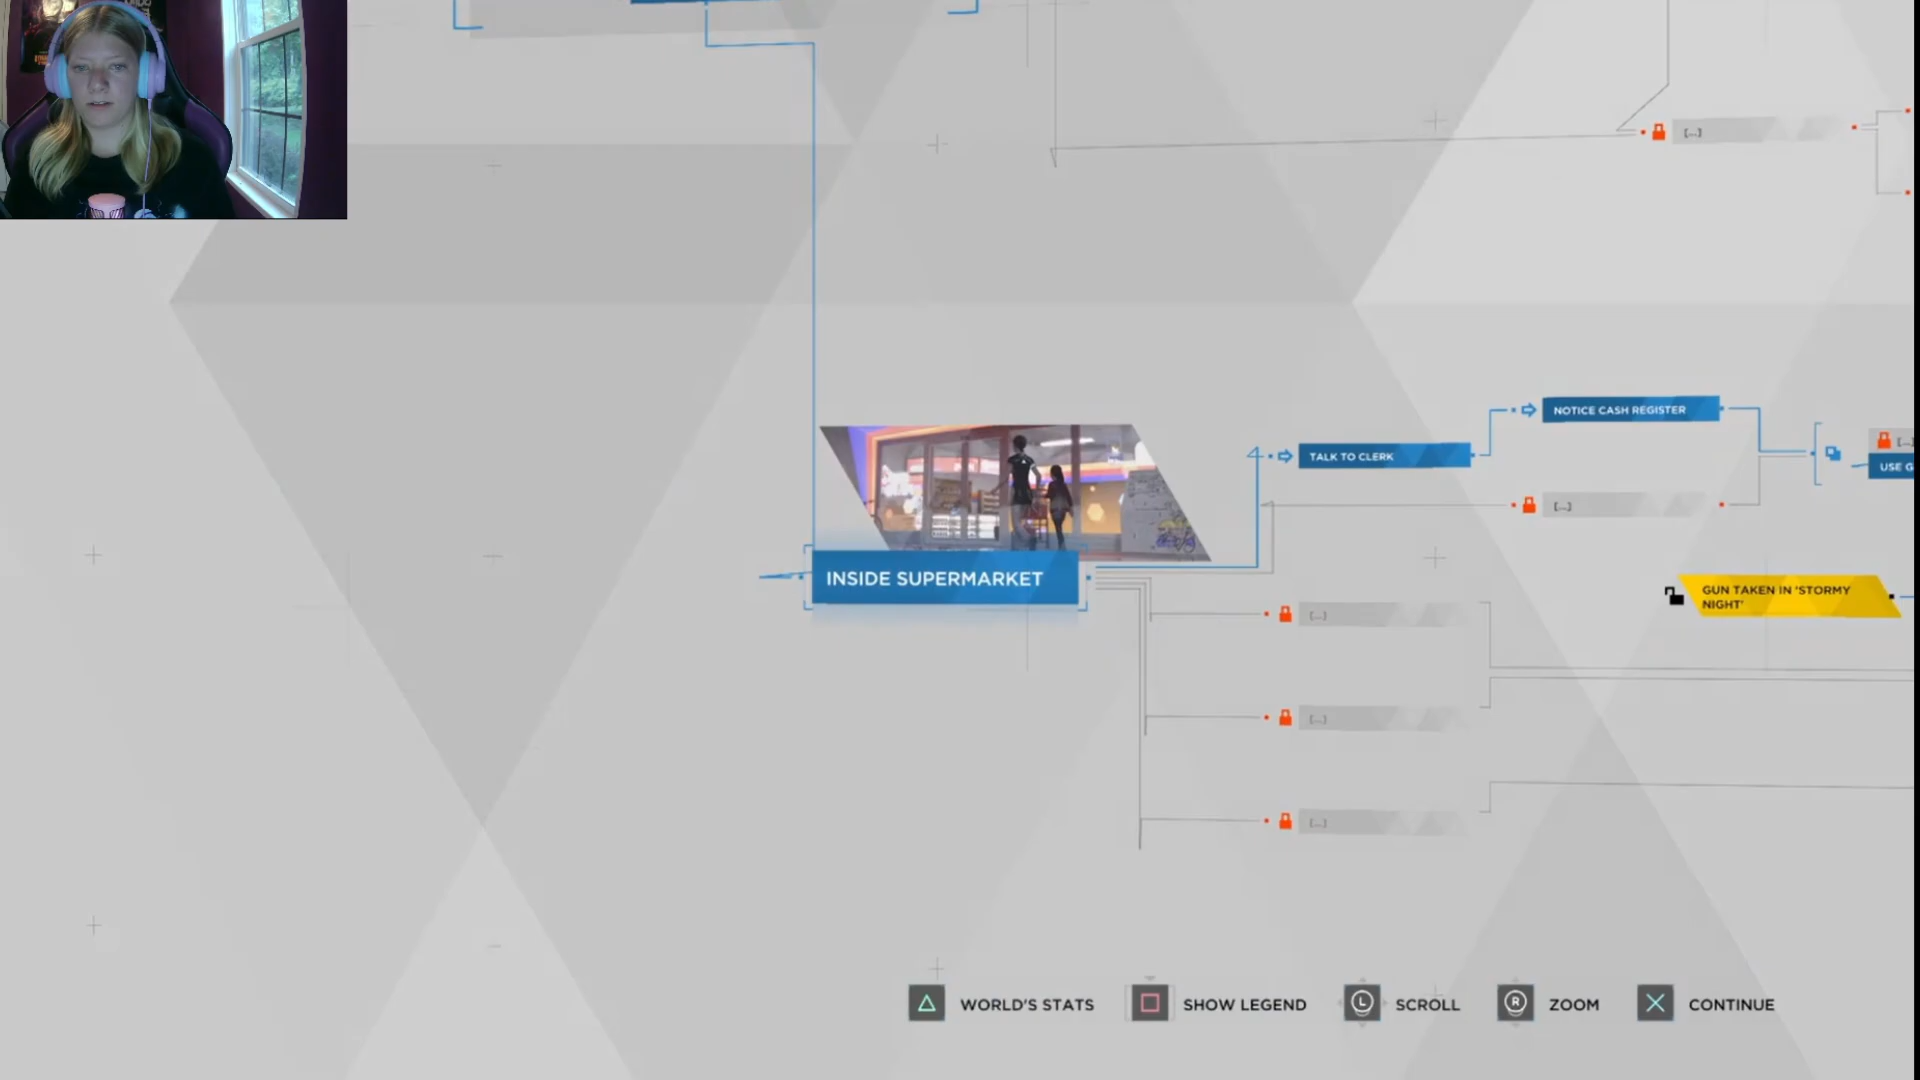 [...]
NOTICE CASH REGISTER
[...]
TALK TO CLERK
USE G
[...]
INSIDE SUPERMARKET
GUN TAKEN IN 'STORMY
NIGHT'
[...]
[...]
[...]
WORLD'S STATS
SHOW LEGEND
L
SCROLL
R
ZOOM
CONTINUE